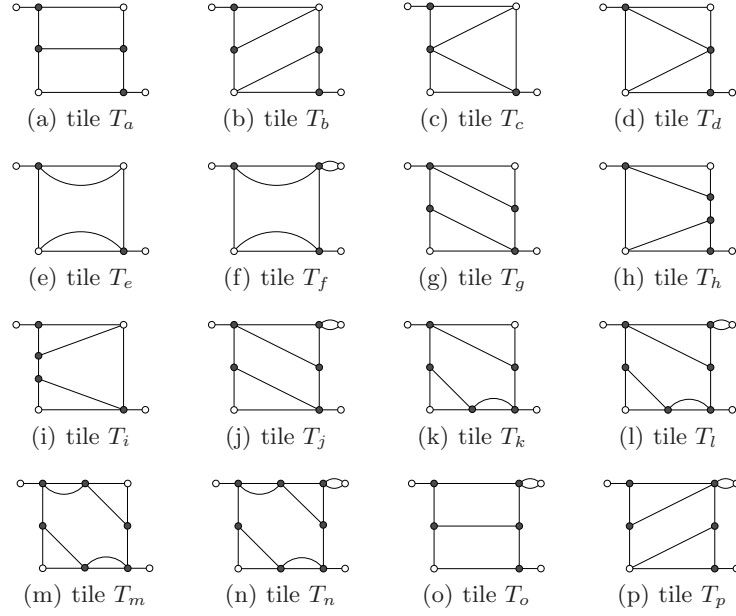 (a) tile T_a (b) tile T_b (c) tile T_c (d) tile T_d
(e) tile T_e (f) tile T_f (g) tile T_g (h) tile T_h
(i) tile T_i (j) tile T_j (k) tile T_k (l) tile T_l
(m) tile T_m (n) tile T_n (o) tile T_o (p) tile T_p